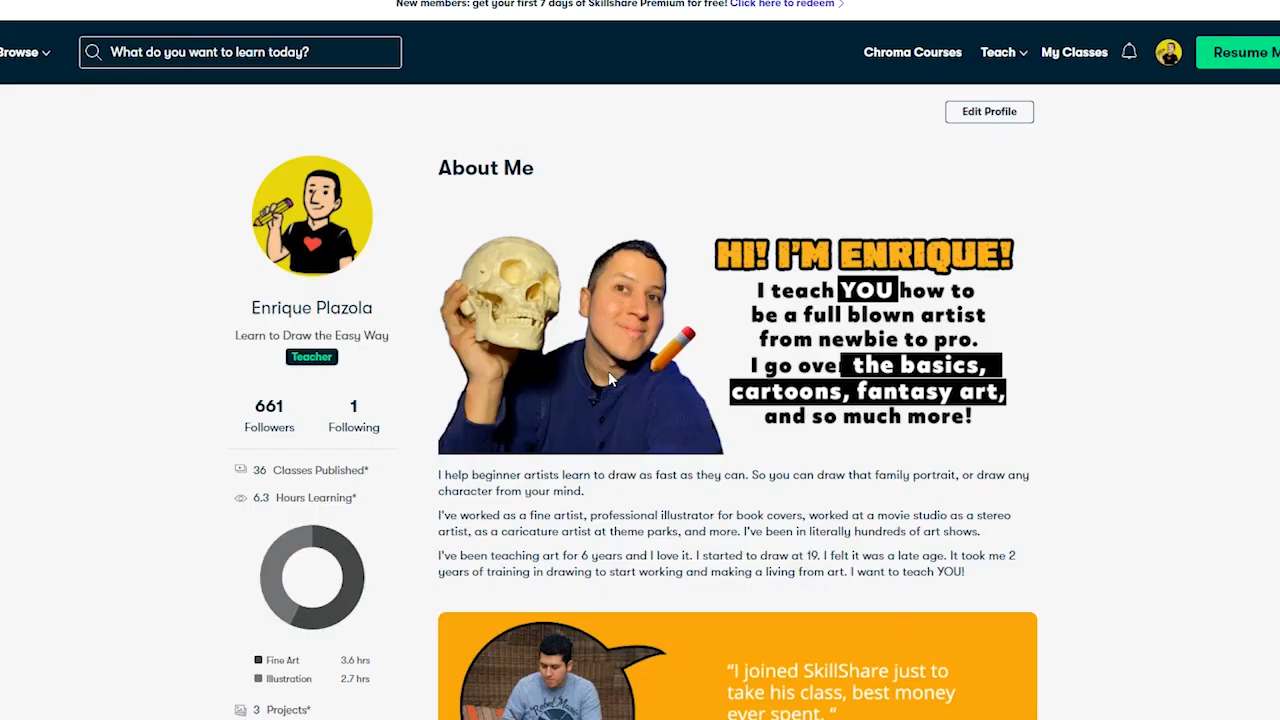 New members: get your first 7 days of Skillshare Premium for free! Click here to redeem
Browse
What do you want to learn today?
Chroma Courses
Teach
My Classes
Resume M
Edit Profile
About Me
HI! I'M ENRIQUE!
I teach YOU how to
be a full blown artist
from newbie to pro.
I go over the basics,
cartoons, fantasy art,
and so much more!
Enrique Plazola
Learn to Draw the Easy Way
Teacher
661 1
Followers Following
36 Classes Published*
6.3 Hours Learning*
Fine Art 3.6 hrs
Illustration 2.7 hrs
3 Projects*
I help beginner artists learn to draw as fast as they can. So you can draw that family portrait, or draw any
character from your mind.
I've worked as a fine artist, professional illustrator for book covers, worked at a movie studio as a stereo
artist, as a caricature artist at theme parks, and more. I've been in literally hundreds of art shows.
I've been teaching art for 6 years and I love it. I started to draw at 19. I felt it was a late age. It took me 2
years of training in drawing to start working and making a living from art. I want to teach YOU!
“I joined SkillShare just to
take his class, best money
ever spent. “